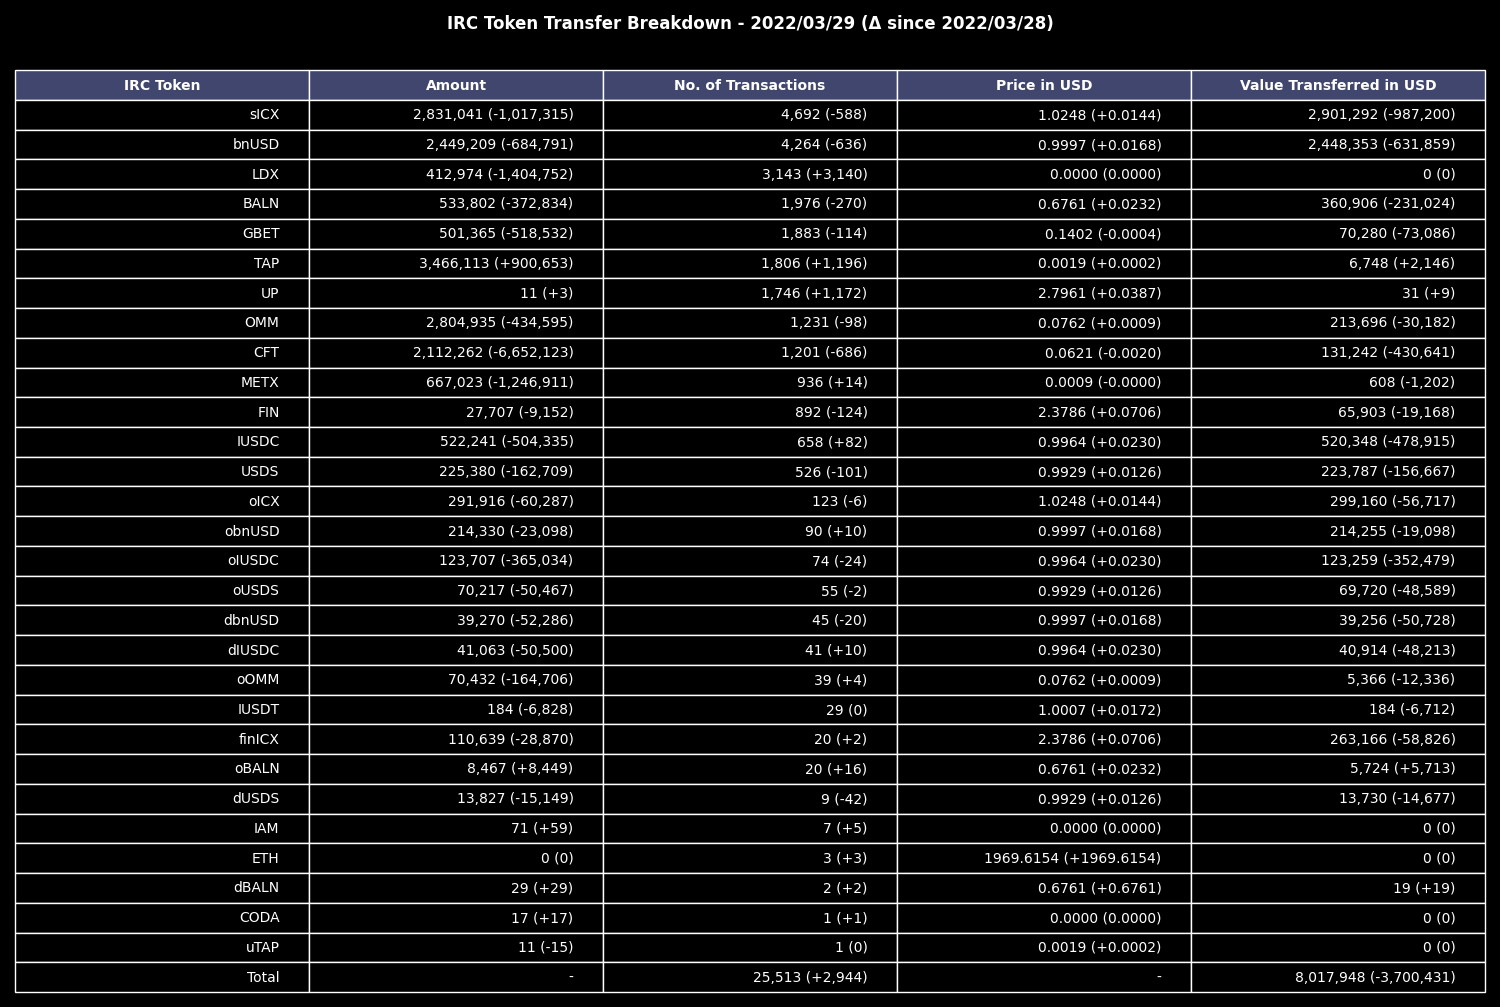 IRC Token Transfer Breakdown - 2022/03/29 (Δ since 2022/03/28)
IRC Token Amount No. of Transactions Price in USD Value Transferred in USD
sICX 2,831,041 (-1,017,315) 4,692 (-588) 1.0248 (+0.0144) 2,901,292 (-987,200)
bnUSD 2,449,209 (-684,791) 4,264 (-636) 0.9997 (+0.0168) 2,448,353 (-631,859)
LDX 412,974 (-1,404,752) 3,143 (+3,140) 0.0000 (0.0000) 0 (0)
BALN 533,802 (-372,834) 1,976 (-270) 0.6761 (+0.0232) 360,906 (-231,024)
GBET 501,365 (-518,532) 1,883 (-114) 0.1402 (-0.0004) 70,280 (-73,086)
TAP 3,466,113 (+900,653) 1,806 (+1,196) 0.0019 (+0.0002) 6,748 (+2,146)
UP 11 (+3) 1,746 (+1,172) 2.7961 (+0.0387) 31 (+9)
OMM 2,804,935 (-434,595) 1,231 (-98) 0.0762 (+0.0009) 213,696 (-30,182)
CFT 2,112,262 (-6,652,123) 1,201 (-686) 0.0621 (-0.0020) 131,242 (-430,641)
METX 667,023 (-1,246,911) 936 (+14) 0.0009 (-0.0000) 608 (-1,202)
FIN 27,707 (-9,152) 892 (-124) 2.3786 (+0.0706) 65,903 (-19,168)
IUSDC 522,241 (-504,335) 658 (+82) 0.9964 (+0.0230) 520,348 (-478,915)
USDS 225,380 (-162,709) 526 (-101) 0.9929 (+0.0126) 223,787 (-156,667)
oICX 291,916 (-60,287) 123 (-6) 1.0248 (+0.0144) 299,160 (-56,717)
obnUSD 214,330 (-23,098) 90 (+10) 0.9997 (+0.0168) 214,255 (-19,098)
oIUSDC 123,707 (-365,034) 74 (-24) 0.9964 (+0.0230) 123,259 (-352,479)
oUSDS 70,217 (-50,467) 55 (-2) 0.9929 (+0.0126) 69,720 (-48,589)
dbnUSD 39,270 (-52,286) 45 (-20) 0.9997 (+0.0168) 39,256 (-50,728)
dIUSDC 41,063 (-50,500) 41 (+10) 0.9964 (+0.0230) 40,914 (-48,213)
oOMM 70,432 (-164,706) 39 (+4) 0.0762 (+0.0009) 5,366 (-12,336)
IUSDT 184 (-6,828) 29 (0) 1.0007 (+0.0172) 184 (-6,712)
finICX 110,639 (-28,870) 20 (+2) 2.3786 (+0.0706) 263,166 (-58,826)
oBALN 8,467 (+8,449) 20 (+16) 0.6761 (+0.0232) 5,724 (+5,713)
dUSDS 13,827 (-15,149) 9 (-42) 0.9929 (+0.0126) 13,730 (-14,677)
IAM 71 (+59) 7 (+5) 0.0000 (0.0000) 0 (0)
ETH 0 (0) 3 (+3) 1969.6154 (+1969.6154) 0 (0)
dBALN 29 (+29) 2 (+2) 0.6761 (+0.6761) 19 (+19)
CODA 17 (+17) 1 (+1) 0.0000 (0.0000) 0 (0)
uTAP 11 (-15) 1 (0) 0.0019 (+0.0002) 0 (0)
Total - 25,513 (+2,944) - 8,017,948 (-3,700,431)